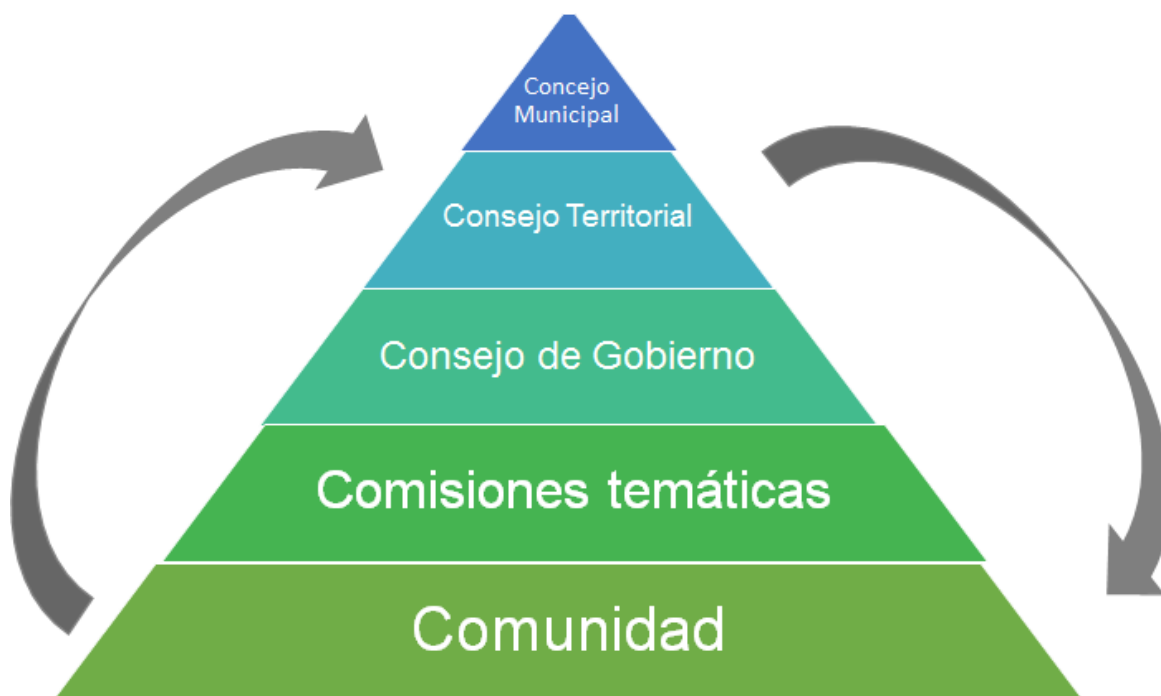 Concejo
Municipal
Consejo Territorial
Consejo de Gobierno
Comisiones temáticas
Comunidad